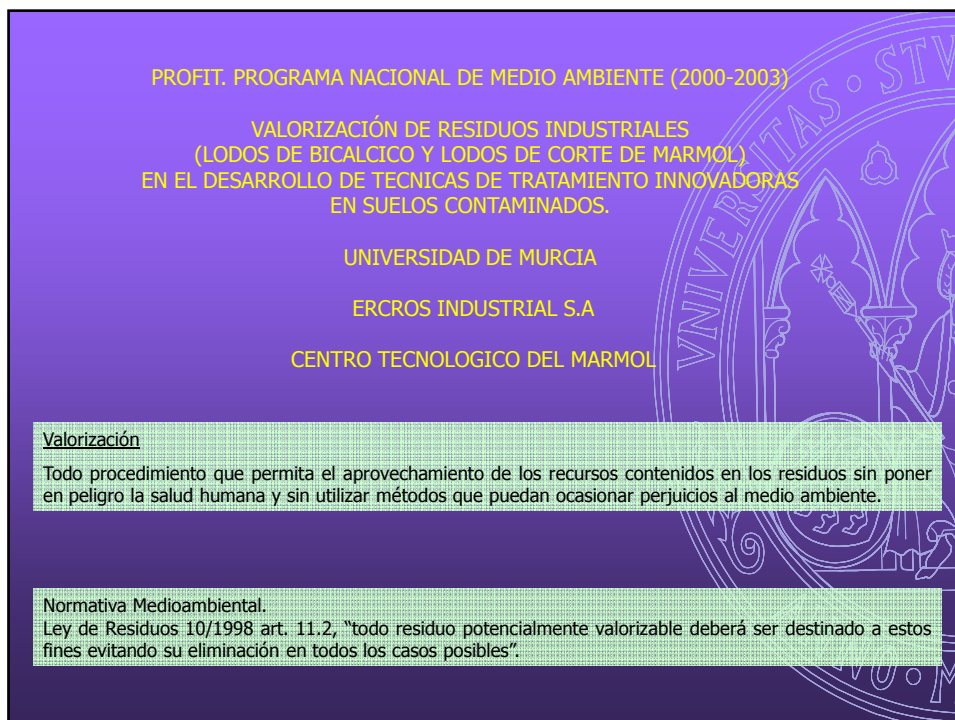 PROFIT. PROGRAMA NACIONAL DE MEDIO AMBIENTE (2000-2003)
VALORIZACIÓN DE RESIDUOS INDUSTRIALES
(LODOS DE BICALCICO Y LODOS DE CORTE DE MARMOL)
EN EL DESARROLLO DE TECNICAS DE TRATAMIENTO INNOVADORAS
EN SUELOS CONTAMINADOS.
UNIVERSIDAD DE MURCIA
ERCROS INDUSTRIAL S.A
CENTRO TECNOLOGICO DEL MARMOL
Valorización
Todo procedimiento que permita el aprovechamiento de los recursos contenidos en los residuos sin poner
en peligro la salud humana y sin utilizar métodos que puedan ocasionar perjuicios al medio ambiente.
Normativa Medioambiental.
Ley de Residuos 10/1998 art. 11.2, “todo residuo potencialmente valorizable deberá ser destinado a estos
fines evitando su eliminación en todos los casos posibles”.
VNIVERSITAS · STV